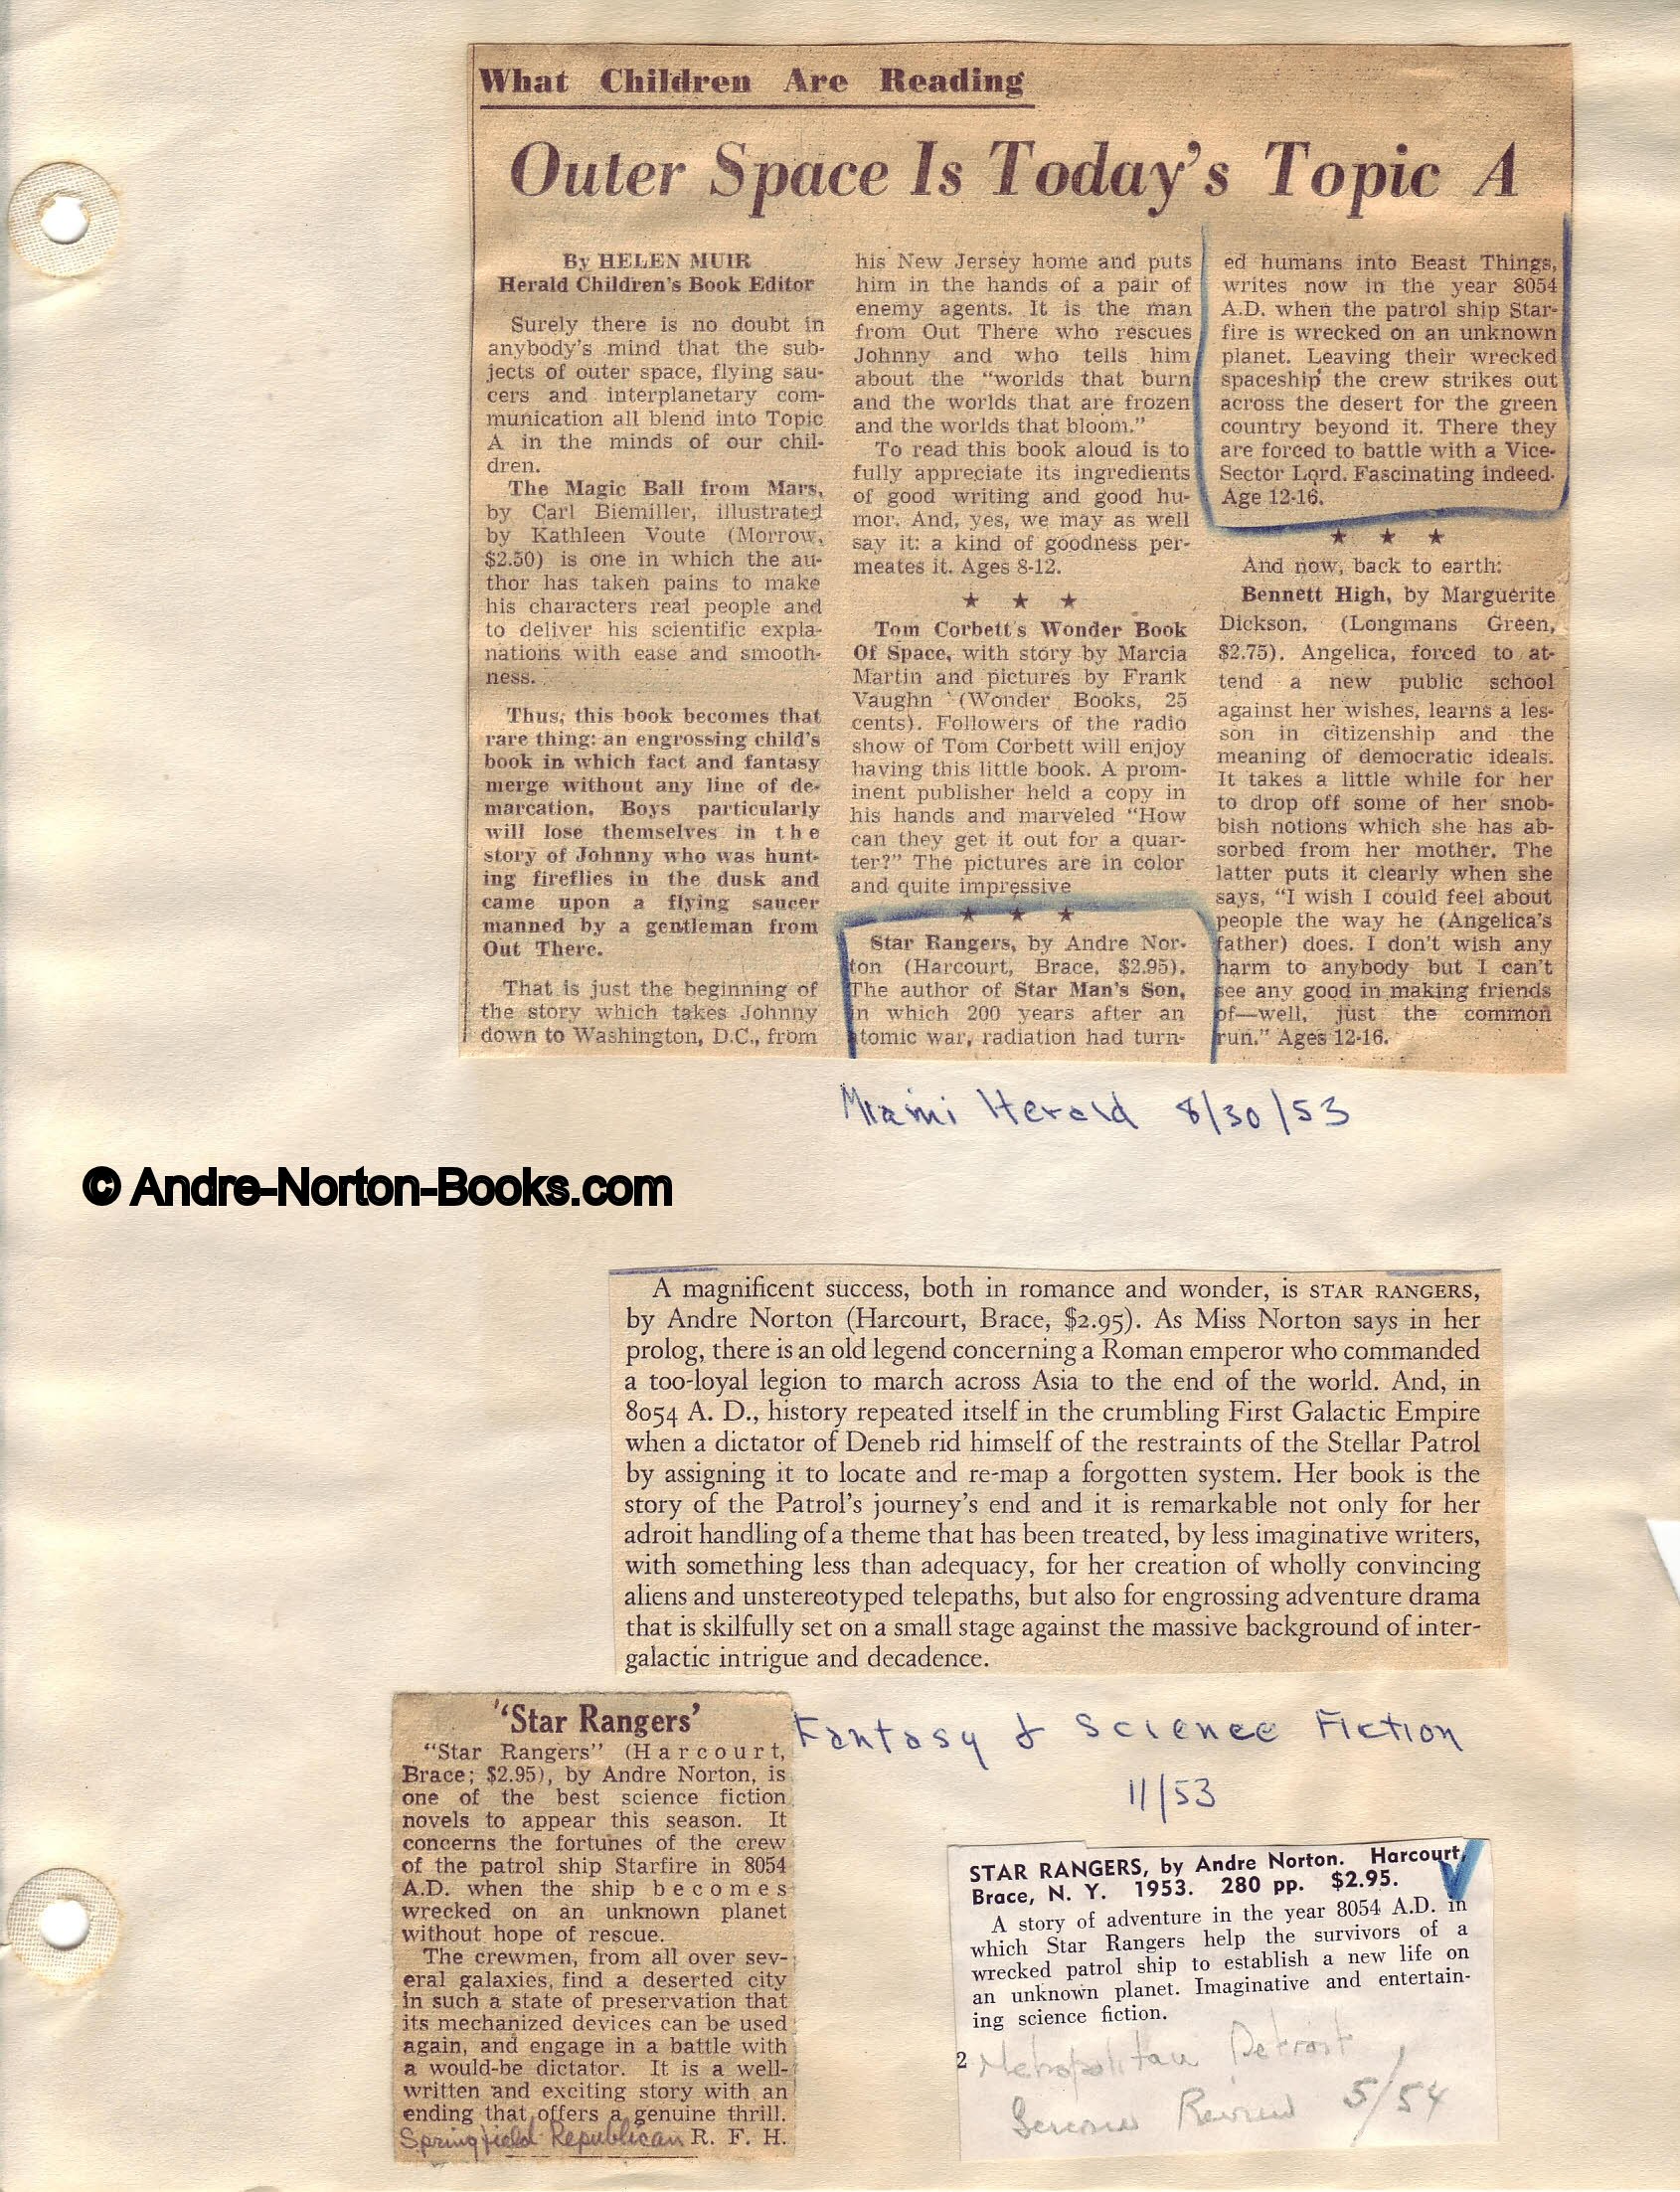 What Children Are Reading
Outer Space Is Today's Topic A
By HELEN MUIR
Herald Children's Book Editor
Surely there is no doubt in
anybody's mind that the sub-
jects of outer space, flying sau-
cers and interplanetary com-
munication all blend into Topic
A in the minds of our chil-
dren.
The Magic Ball from Mars,
by Carl Biemiller, illustrated
by Kathleen Voute (Morrow,
$2.50) is one in which the au-
thor has taken pains to make
his characters real people and
to deliver his scientific expla-
nations with ease and smooth-
ness.
Thus, this book becomes that
rare thing: an engrossing child's
book in which fact and fantasy
merge without any line of de-
marcation. Boys particularly
will lose themselves in the
story of Johnny who was hunt-
ing fireflies in the dusk and
came upon a flying saucer
manned by a gentleman from
Out There.
That is just the beginning of
the story which takes Johnny
down to Washington, D.C., from
his New Jersey home and puts
him in the hands of a pair of
enemy agents. It is the man
from Out There who rescues
Johnny and who tells him
about the "worlds that burn
and the worlds that are frozen
and the worlds that bloom."
To read this book aloud is to
fully appreciate its ingredients
of good writing and good hu-
mor. And, yes, we may as well
say it: a kind of goodness per-
meates it. Ages 8-12.
★ ★ ★
Tom Corbett's Wonder Book
Of Space, with story by Marcia
Martin and pictures by Frank
Vaughn (Wonder Books, 25
cents). Followers of the radio
show of Tom Corbett will enjoy
having this little book. A prom-
inent publisher held a copy in
his hands and marveled "How
can they get it out for a quar-
ter?" The pictures are in color
and quite impressive
★ ★ ★
Star Rangers, by Andre Nor-
ton (Harcourt, Brace, $2.95).
The author of Star Man's Son,
in which 200 years after an
atomic war, radiation had turn-
ed humans into Beast Things,
writes now in the year 8054
A.D. when the patrol ship Star-
fire is wrecked on an unknown
planet. Leaving their wrecked
spaceship the crew strikes out
across the desert for the green
country beyond it. There they
are forced to battle with a Vice-
Sector Lord. Fascinating indeed.
Age 12-16.
★ ★ ★
And now, back to earth:
Bennett High, by Marguerite
Dickson, (Longmans Green,
$2.75). Angelica, forced to at-
tend a new public school
against her wishes, learns a les-
son in citizenship and the
meaning of democratic ideals.
It takes a little while for her
to drop off some of her snob-
bish notions which she has ab-
sorbed from her mother. The
latter puts it clearly when she
says, "I wish I could feel about
people the way he (Angelica's
father) does. I don't wish any
harm to anybody but I can't
see any good in making friends
of—well, just the common
run." Ages 12-16.
Miami Herald 8/30/53
© Andre-Norton-Books.com
A magnificent success, both in romance and wonder, is STAR RANGERS,
by Andre Norton (Harcourt, Brace, $2.95). As Miss Norton says in her
prolog, there is an old legend concerning a Roman emperor who commanded
a too-loyal legion to march across Asia to the end of the world. And, in
8054 A. D., history repeated itself in the crumbling First Galactic Empire
when a dictator of Deneb rid himself of the restraints of the Stellar Patrol
by assigning it to locate and re-map a forgotten system. Her book is the
story of the Patrol's journey's end and it is remarkable not only for her
adroit handling of a theme that has been treated, by less imaginative writers,
with something less than adequacy, for her creation of wholly convincing
aliens and unstereotyped telepaths, but also for engrossing adventure drama
that is skilfully set on a small stage against the massive background of inter-
galactic intrigue and decadence.
Fantasy & Science Fiction
11/53
"Star Rangers'
"Star Rangers" (Harcourt,
Brace; $2.95), by Andre Norton, is
one of the best science fiction
novels to appear this season. It
concerns the fortunes of the crew
of the patrol ship Starfire in 8054
A.D. when the ship becomes
wrecked on an unknown planet
without hope of rescue.
The crewmen, from all over sev-
eral galaxies, find a deserted city
in such a state of preservation that
its mechanized devices can be used
again, and engage in a battle with
a would-be dictator. It is a well-
written and exciting story with an
ending that offers a genuine thrill.
Springfield Republican R. F. H.
STAR RANGERS, by Andre Norton. Harcourt,
Brace, N. Y. 1953. 280 pp. $2.95.
A story of adventure in the year 8054 A.D. in
which Star Rangers help the survivors of a
wrecked patrol ship to establish a new life on
an unknown planet. Imaginative and entertain-
ing science fiction.
2 Metropolitan Detroit
Review 5/54